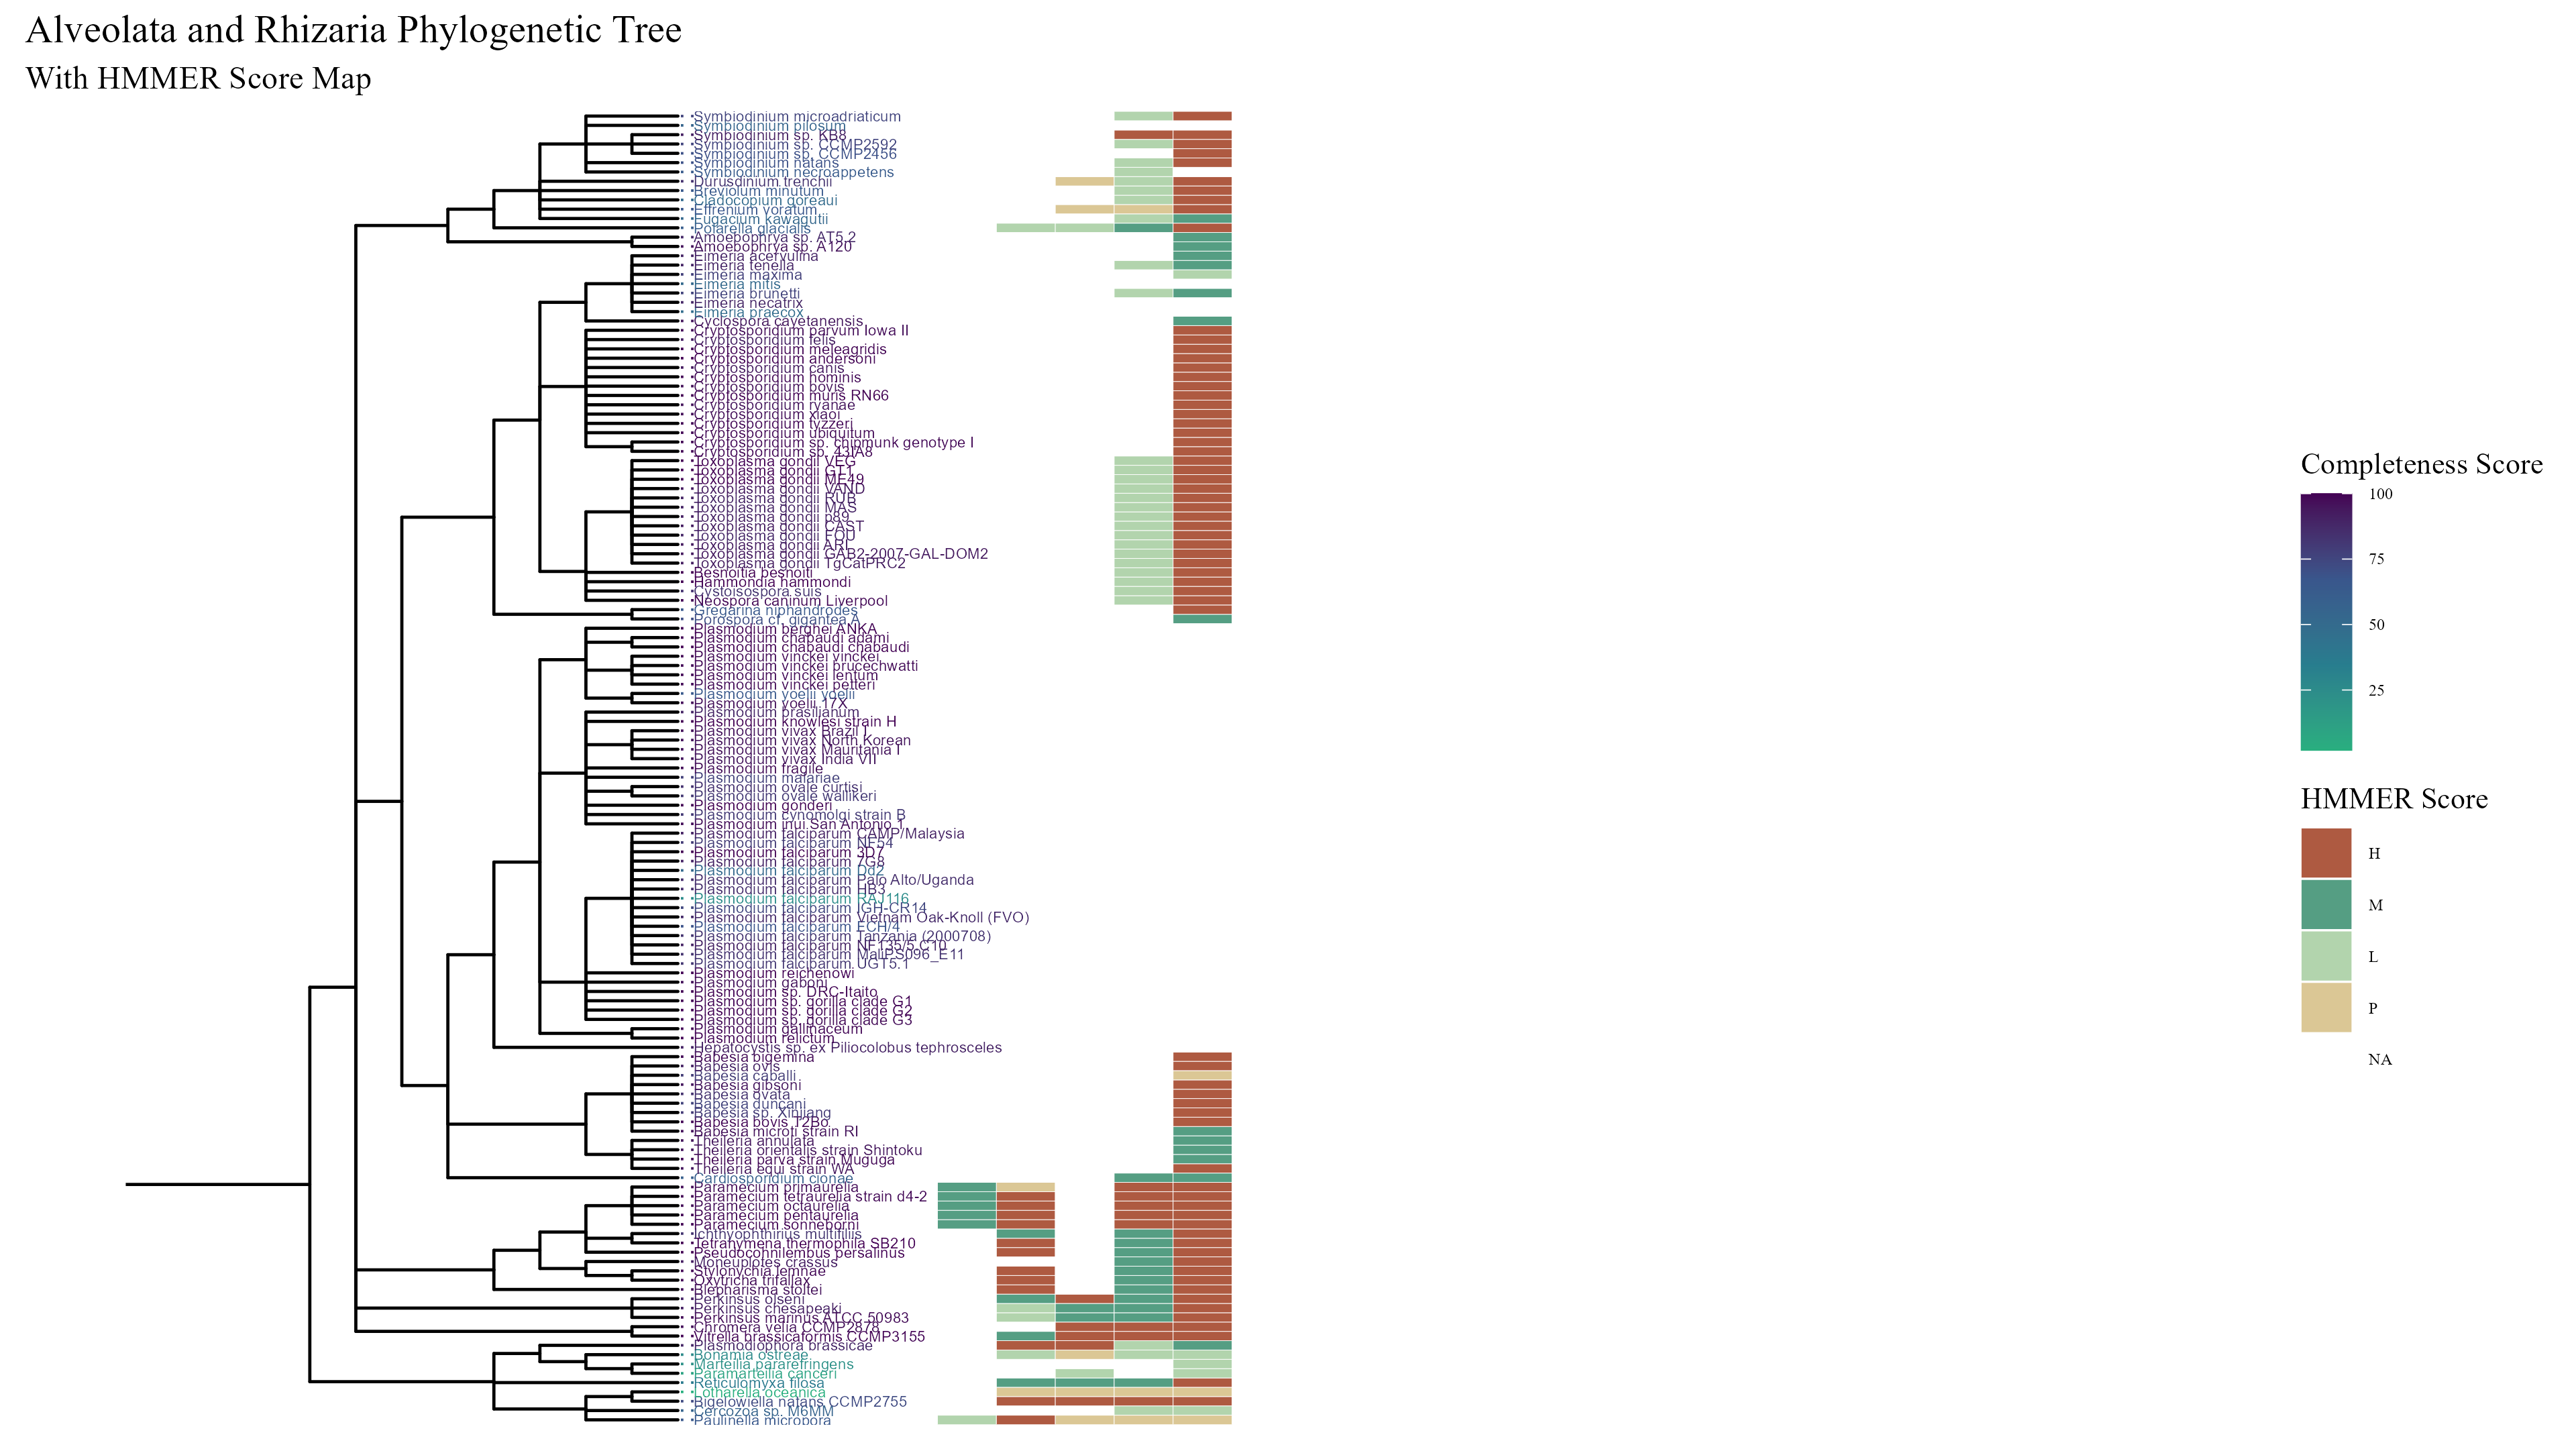 Alveolata and Rhizaria Phylogenetic Tree
With HMMER Score Map
Symbiodinium microadriaticum
Symbiodinium pilosum
Symbiodinium sp. KB8
Symbiodinium sp. CCMP2592
Symbiodinium sp. CCMP2456
Symbiodinium natans
Symbiodinium necroappetens
Durusdinium trenchii
Breviolum minutum
Cladocopium goreaui
Effrenium voratum
Fugacium kawagutii
Polarella glacialis
Amoebophrya sp. AT5.2
Amoebophrya sp. A120
Eimeria acervulina
Eimeria tenella
Eimeria maxima
Eimeria mitis
Eimeria brunetti
Eimeria necatrix
Eimeria praecox
Cyclospora cayetanensis
Cryptosporidium parvum Iowa II
Cryptosporidium felis
Cryptosporidium meleagridis
Cryptosporidium andersoni
Cryptosporidium canis
Cryptosporidium hominis
Cryptosporidium bovis
Cryptosporidium muris RN66
Cryptosporidium ryanae
Cryptosporidium xiaoi
Cryptosporidium tyzzeri
Cryptosporidium ubiquitum
Cryptosporidium sp. chipmunk genotype I
Cryptosporidium sp. 43IA8
Toxoplasma gondii VEG
Toxoplasma gondii GT1
Toxoplasma gondii ME49
Toxoplasma gondii VAND
Toxoplasma gondii RUB
Toxoplasma gondii MAS
Toxoplasma gondii p89
Toxoplasma gondii CAST
Toxoplasma gondii FOU
Toxoplasma gondii ARI
Toxoplasma gondii GAB2-2007-GAL-DOM2
Toxoplasma gondii TgCatPRC2
Besnoitia besnoiti
Hammondia hammondi
Cystoisospora suis
Neospora caninum Liverpool
Gregarina niphandrodes
Porospora cf. gigantea A
Plasmodium berghei ANKA
Plasmodium chabaudi adami
Plasmodium chabaudi chabaudi
Plasmodium vinckei vinckei
Plasmodium vinckei brucechwatti
Plasmodium vinckei lentum
Plasmodium vinckei petteri
Plasmodium yoelii yoelii
Plasmodium yoelii 17X
Plasmodium brasilianum
Plasmodium knowlesi strain H
Plasmodium vivax Brazil I
Plasmodium vivax North Korean
Plasmodium vivax Mauritania I
Plasmodium vivax India VII
Plasmodium fragile
Plasmodium malariae
Plasmodium ovale curtisi
Plasmodium ovale wallikeri
Plasmodium gonderi
Plasmodium cynomolgi strain B
Plasmodium inui San Antonio 1
Plasmodium falciparum CAMP/Malaysia
Plasmodium falciparum NF54
Plasmodium falciparum 3D7
Plasmodium falciparum 7G8
Plasmodium falciparum Dd2
Plasmodium falciparum Palo Alto/Uganda
Plasmodium falciparum HB3
Plasmodium falciparum RAJ116
Plasmodium falciparum IGH-CR14
Plasmodium falciparum Vietnam Oak-Knoll (FVO)
Plasmodium falciparum FCH/4
Plasmodium falciparum Tanzania (2000708)
Plasmodium falciparum NF135/5.C10
Plasmodium falciparum MaliPS096_E11
Plasmodium falciparum UGT5.1
Plasmodium reichenowi
Plasmodium gaboni
Plasmodium sp. DRC-Itaito
Plasmodium sp. gorilla clade G1
Plasmodium sp. gorilla clade G2
Plasmodium sp. gorilla clade G3
Plasmodium gallinaceum
Plasmodium relictum
Hepatocystis sp. ex Piliocolobus tephrosceles
Babesia bigemina
Babesia ovis
Babesia caballi
Babesia gibsoni
Babesia ovata
Babesia duncani
Babesia sp. Xinjiang
Babesia bovis T2Bo
Babesia microti strain RI
Theileria annulata
Theileria orientalis strain Shintoku
Theileria parva strain Muguga
Theileria equi strain WA
Cardiosporidium cionae
Paramecium primaurelia
Paramecium tetraurelia strain d4-2
Paramecium octaurelia
Paramecium pentaurelia
Paramecium sonneborni
Ichthyophthirius multifiliis
Tetrahymena thermophila SB210
Pseudocohnilembus persalinus
Moneuplotes crassus
Stylonychia lemnae
Oxytricha trifallax
Blepharisma stoltei
Perkinsus olseni
Perkinsus chesapeaki
Perkinsus marinus ATCC 50983
Chromera velia CCMP2878
Vitrella brassicaformis CCMP3155
Plasmodiophora brassicae
Bonamia ostreae
Marteilia pararefringens
Paramarteilia canceri
Reticulomyxa filosa
Lotharella oceanica
Bigelowiella natans CCMP2755
Cercozoa sp. M6MM
Paulinella micropora
Completeness Score
100
75
50
25
HMMER Score
H
M
L
P
NA